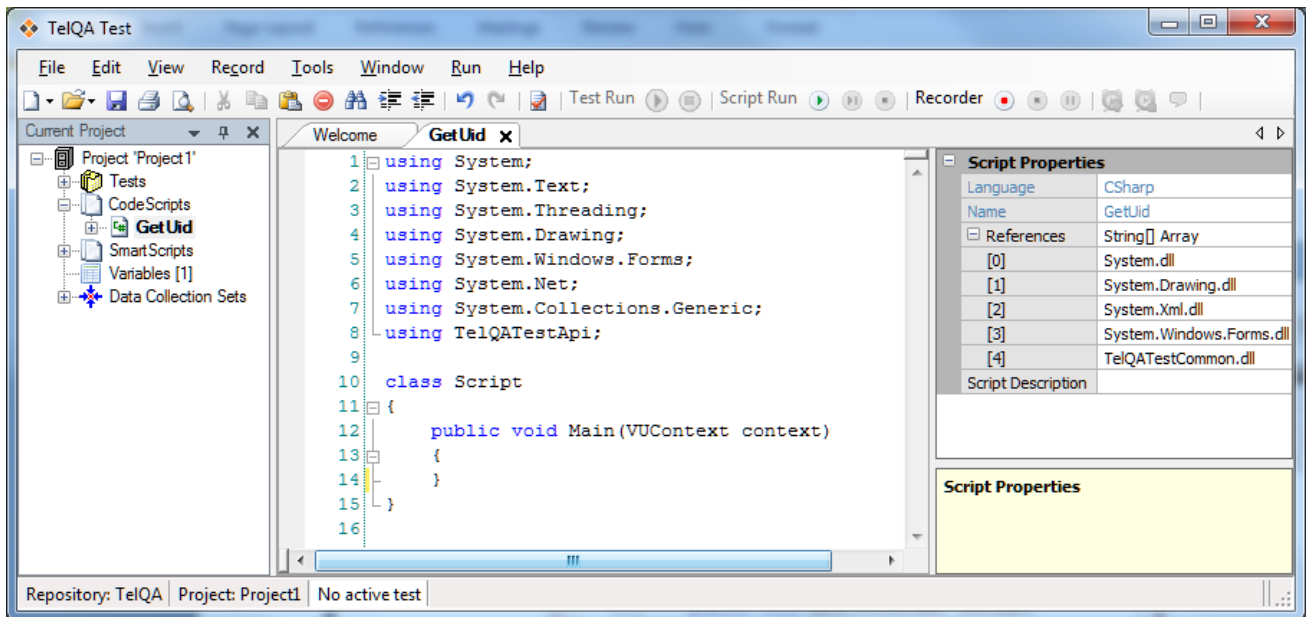 TelQA Test
File Edit View Record Tools Window Run Help
Test Run Script Run Recorder
Current Project
Project 'Project1'
Tests
CodeScripts
GetUid
SmartScripts
Variables [1]
Data Collection Sets
Welcome GetUid
1 using System;
2 using System.Text;
3 using System.Threading;
4 using System.Drawing;
5 using System.Windows.Forms;
6 using System.Net;
7 using System.Collections.Generic;
8 using TelQATestApi;
9
10 class Script
11 {
12 public void Main(VUContext context)
13 {
14 }
15 }
16
Script Properties
Language CSharp
Name GetUid
References String[] Array
[0] System.dll
[1] System.Drawing.dll
[2] System.Xml.dll
[3] System.Windows.Forms.dll
[4] TelQATestCommon.dll
Script Description
Script Properties
Repository: TelQA Project: Project1 No active test